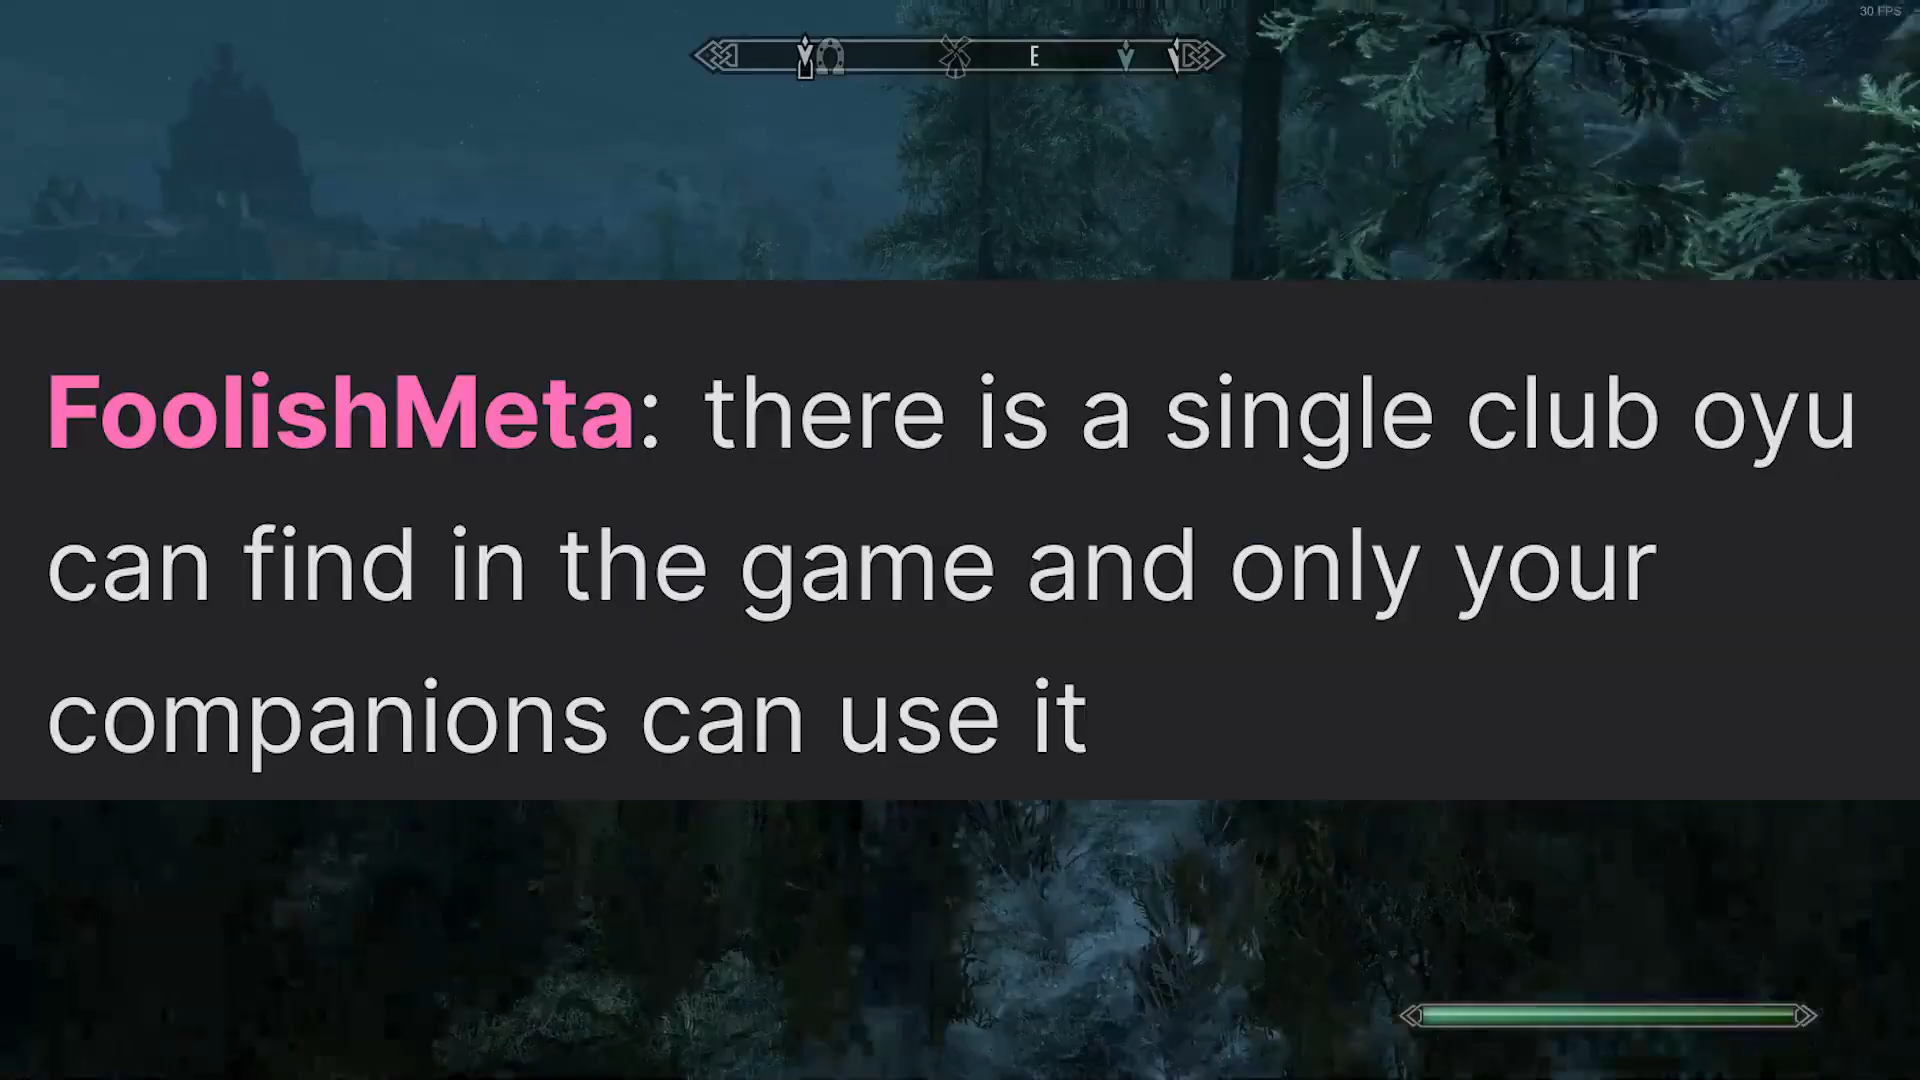 30 FPS
E
FoolishMeta: there is a single club oyu
can find in the game and only your
companions can use it